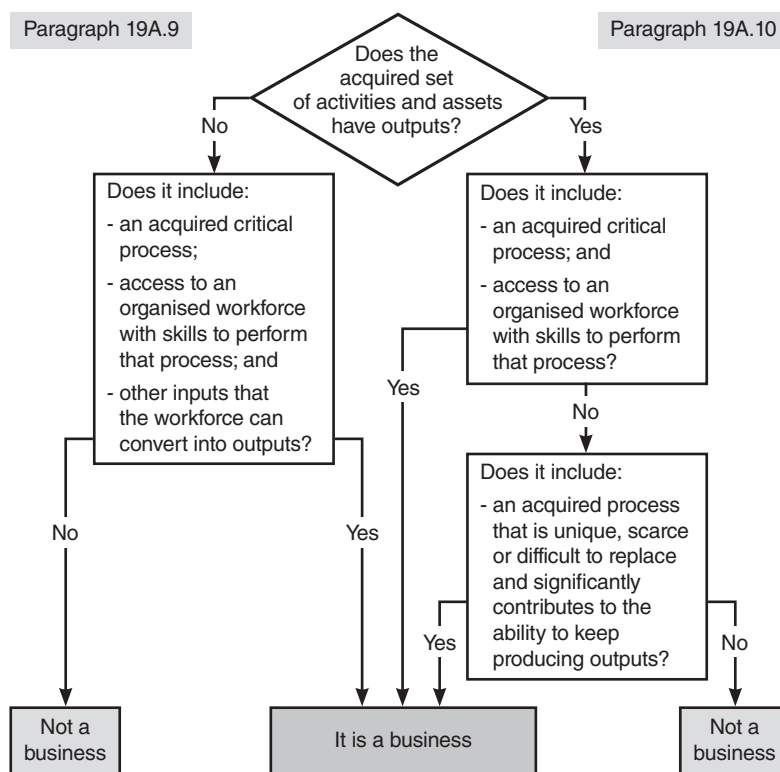 Paragraph 19A.9
Paragraph 19A.10
Does the
acquired set
of activities and assets
have outputs?
No
Yes
Does it include:
- an acquired critical
process;
- access to an
organised workforce
with skills to perform
that process; and
- other inputs that
the workforce can
convert into outputs?
Does it include:
- an acquired critical
process; and
- access to an
organised workforce
with skills to perform
that process?
Yes
No
Does it include:
- an acquired process
that is unique, scarce
or difficult to replace
and significantly
contributes to the
ability to keep
producing outputs?
No
Yes
Yes
No
Not a
business
It is a business
Not a
business